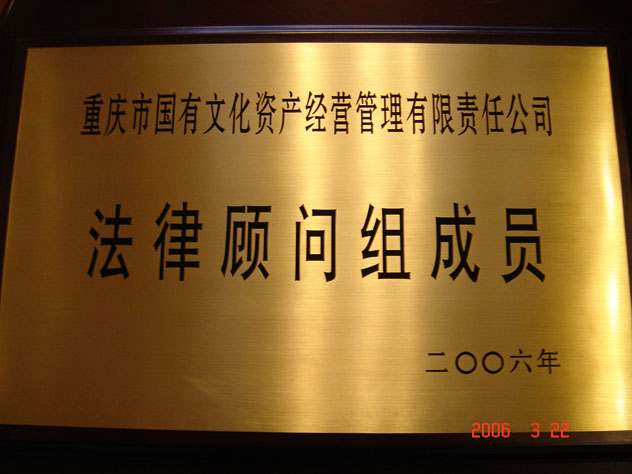 重庆市国有文化资产经营管理有限责任公司
法律顾问组成员
二〇〇六年
2006 3 22